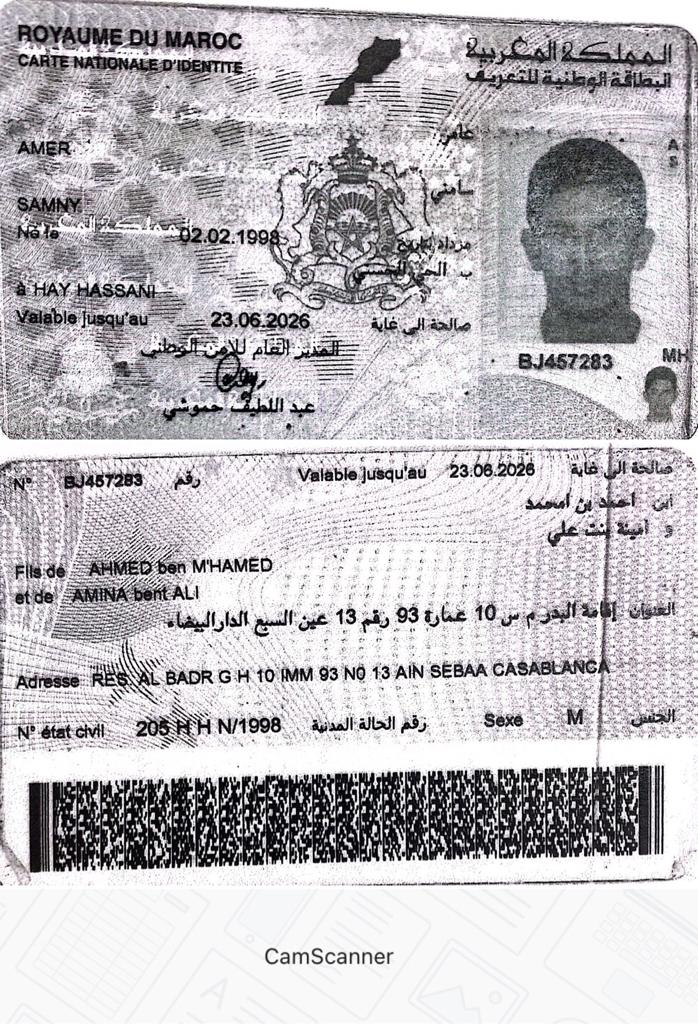 ROYAUME DU MAROC
المملكة المغربية
CARTE NATIONALE D'IDENTITE
البطاقة الوطنية للتعريف
عامر
AMER
سامني
SAMNY
Né le 02.02.1998 مزداد بتاريخ
ب الحي الحسني
à HAY HASSANI
Valable jusqu'au 23.06.2026 صالحة الى غاية
المدير العام للأمن الوطني
عبد اللطيف حموشي
BJ457283
N° BJ457283 رقم Valable jusqu'au 23.06.2026 صالحة الى غاية
ابن احمد بن امحمد
و امينة بنت علي
Fils de AHMED ben M'HAMED
et de AMINA bent ALI
العنوان إقامة البدر م س 10 عمارة 93 رقم 13 عين السبع الدارالبيضاء
Adresse RES. AL BADR G H 10 IMM 93 N0 13 AIN SEBAA CASABLANCA
N° état civil 205 H H N/1998 رقم الحالة المدنية Sexe M الجنس
CamScanner